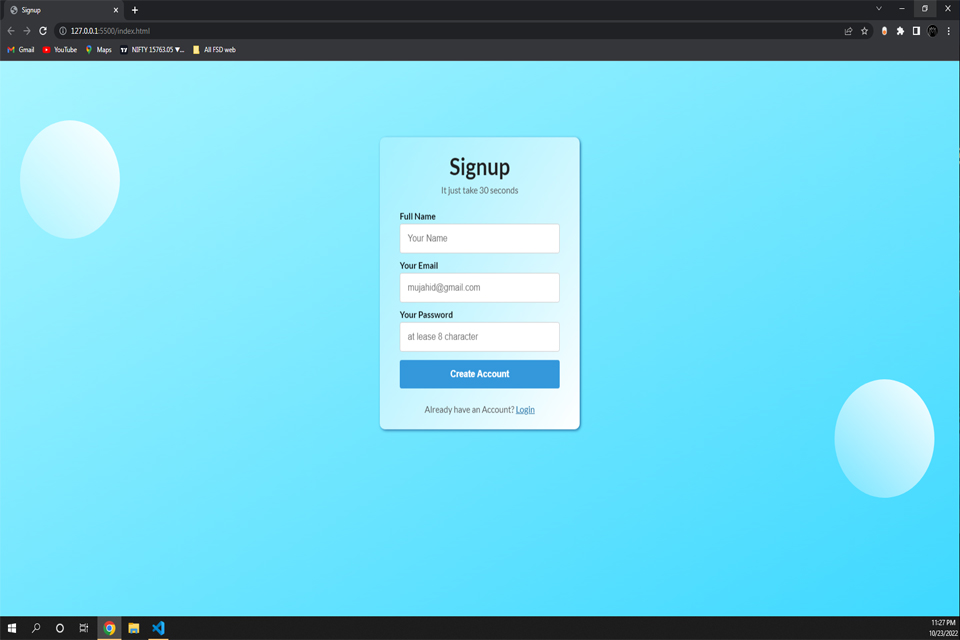 Signup
127.0.0.1:5500/index.html
Gmail YouTube Maps NIFTY 15763.05 ▼... All FSD web
Signup
It just take 30 seconds
Full Name
Your Name
Your Email
mujahid@gmail.com
Your Password
at lease 8 character
Create Account
Already have an Account? Login
11:27 PM
10/23/2022